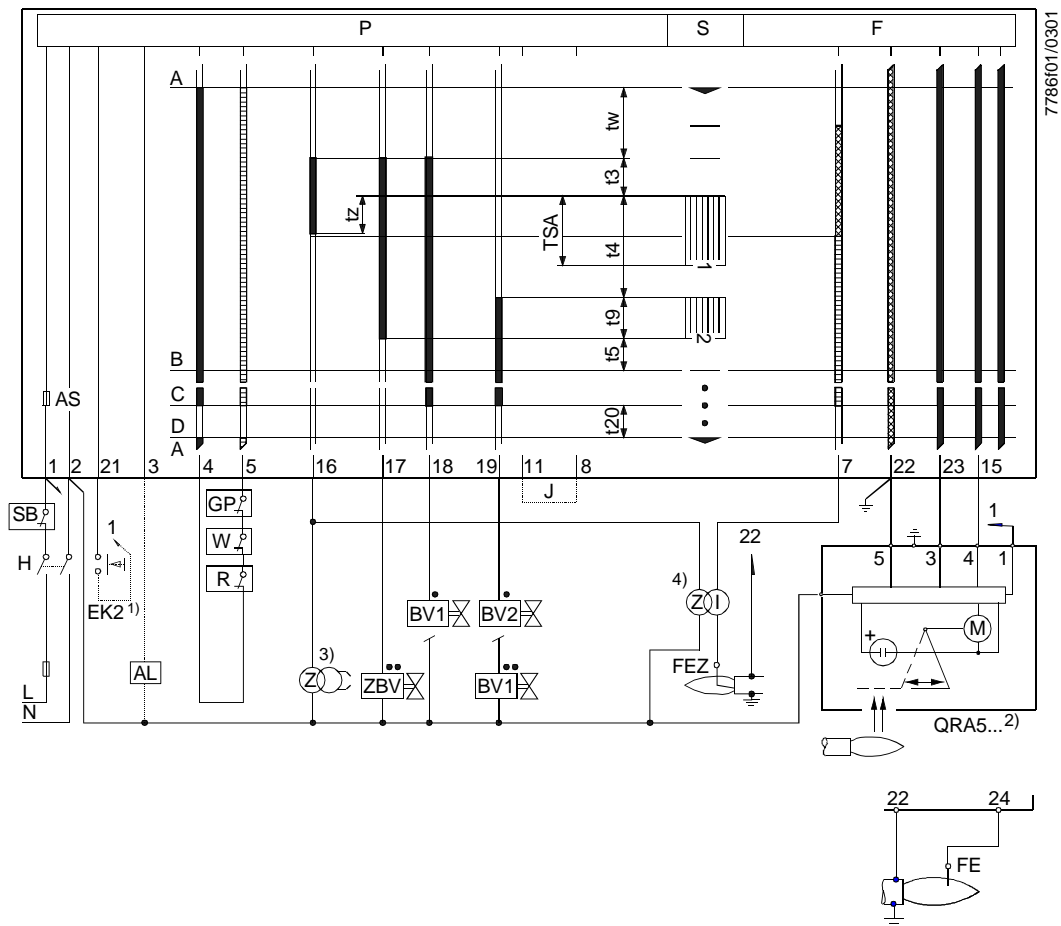 P S F
7786f01/0301
A
tw
t3
tz
TSA
t4
1
t9
2
t5
B
C
AS
t20
D
A
1 2 21 3 4 5 16 17 18 19 11 8 7 22 23 15
J
GP
SB
1
W
H
R
22
1
5 3 4 1
EK2 1)
4)
Z I
BV1 BV2
M
+
3)
Z
FEZ
AL
ZBV
BV1
L
N
QRA5... 2)
22 24
FE